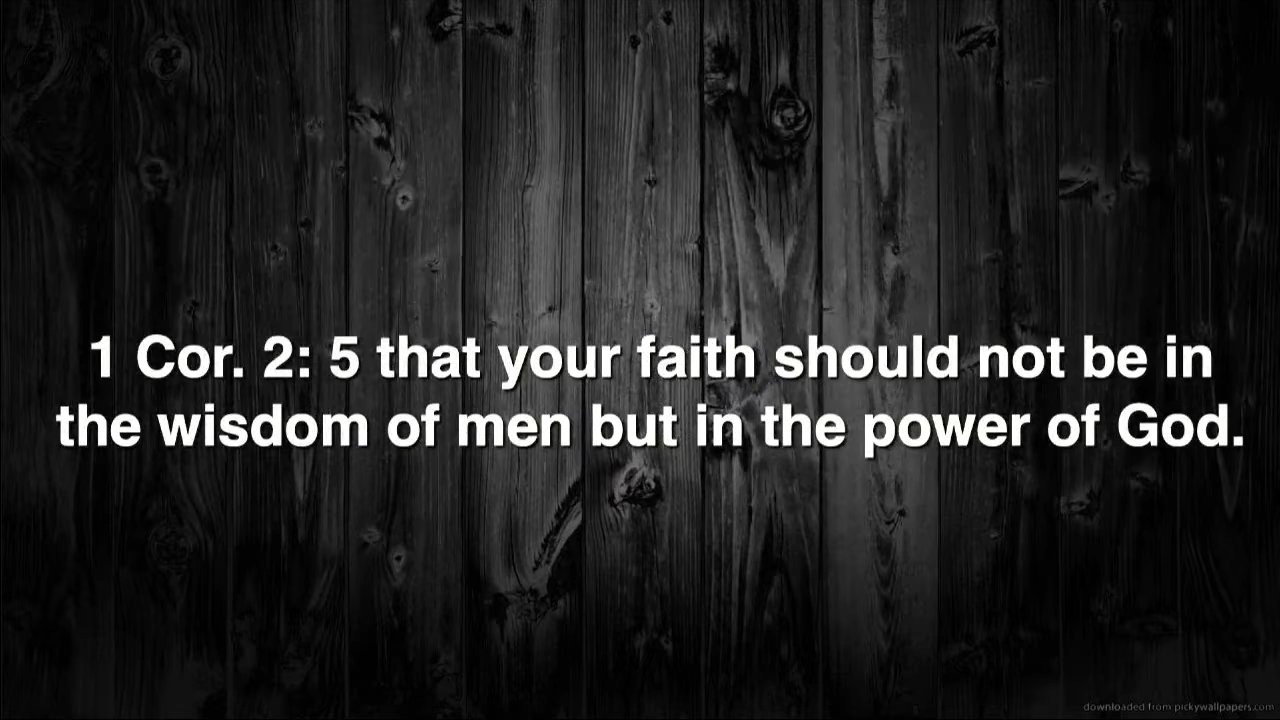 1 Cor. 2: 5 that your faith should not be in
the wisdom of men but in the power of God.
downloaded from pickywallpapers.com